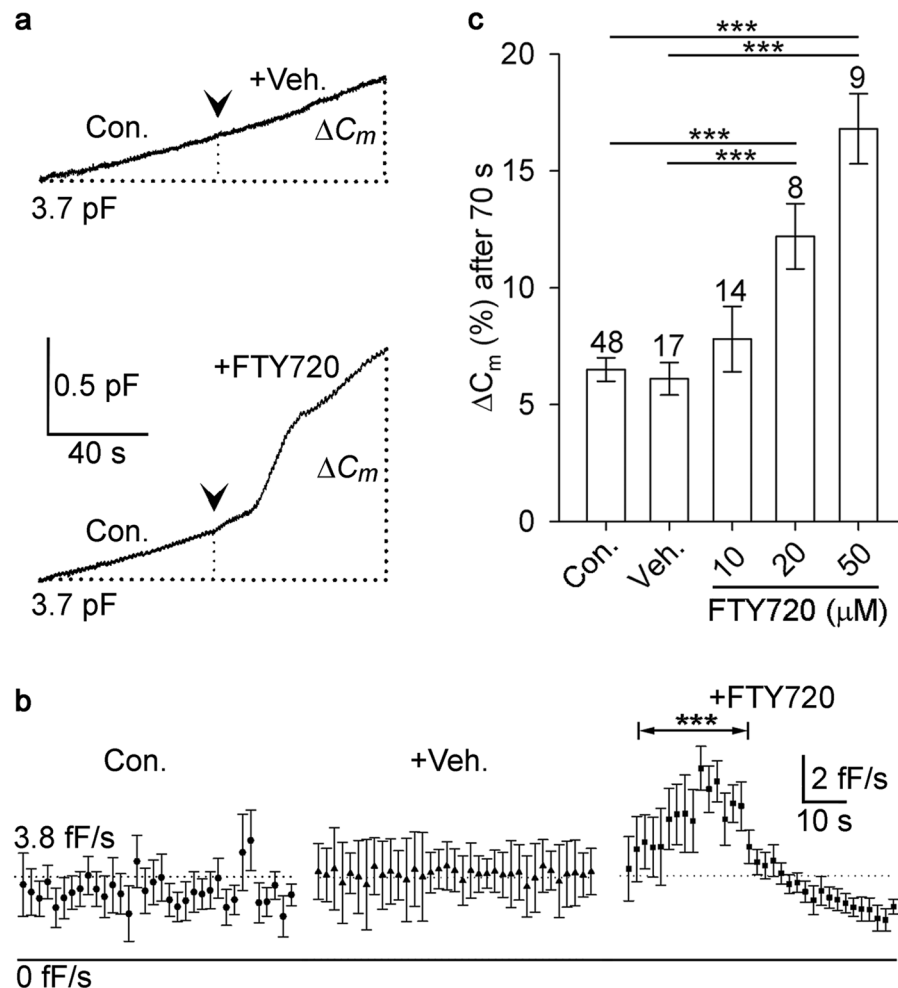 a
+Veh.
Con.
ΔCm
3.7 pF
+FTY720
0.5 pF
40 s
ΔCm
Con.
3.7 pF
c
***
***
20
9
***
***
15
8
10
14
48
17
5
0
ΔCm (%) after 70 s
Con.
Veh.
10
20
50
FTY720 (μM)
b
+FTY720
***
Con.
+Veh.
2 fF/s
10 s
3.8 fF/s
0 fF/s